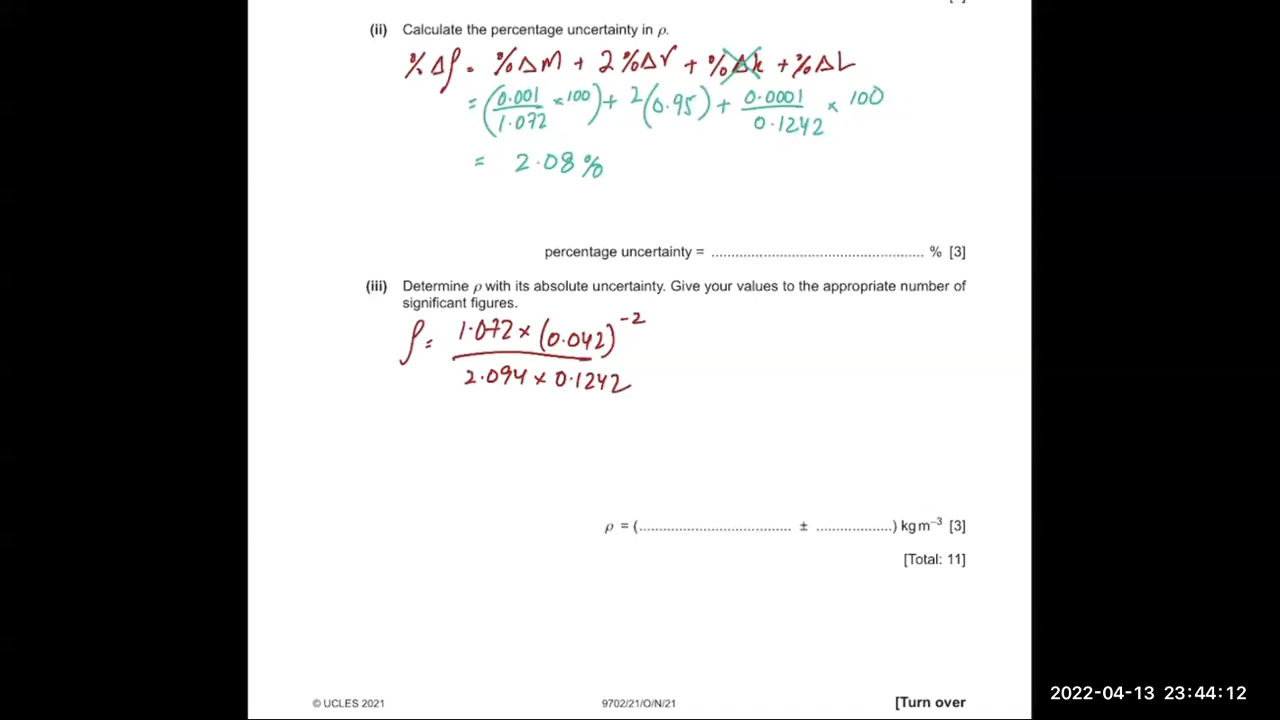 (ii) Calculate the percentage uncertainty in ρ.
%Δρ = %ΔM + 2%Δr + %Δk + %ΔL
= (0.001/1.072 × 100) + 2(0.95) + 0.0001/0.1242 × 100
= 2.08%
percentage uncertainty = ...................................................... % [3]
(iii) Determine ρ with its absolute uncertainty. Give your values to the appropriate number of
significant figures.
ρ = 1.072 × (0.042)⁻²
2.094 × 0.1242
ρ = (....................................... ± ...................) kg m⁻³ [3]
[Total: 11]
© UCLES 2021 9702/21/O/N/21 [Turn over
2022-04-13 23:44:12